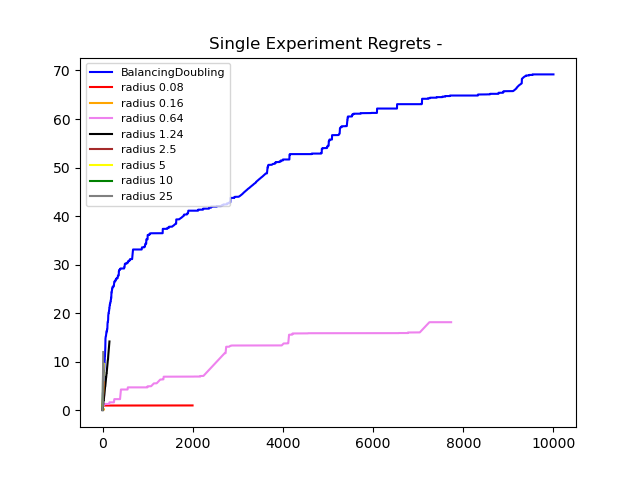 Single Experiment Regrets -
70
60
50
40
30
20
10
0
BalancingDoubling
radius 0.08
radius 0.16
radius 0.64
radius 1.24
radius 2.5
radius 5
radius 10
radius 25
0 2000 4000 6000 8000 10000